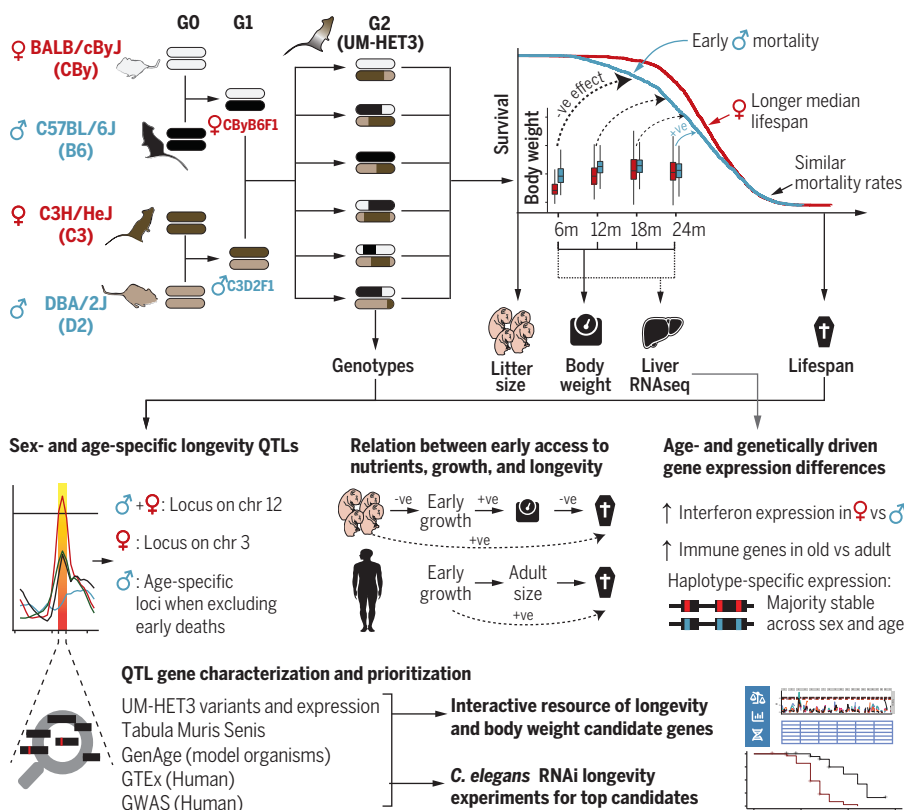 G0 G1 G2
(UM-HET3)
♀ BALB/cByJ
(CBy)
♂ C57BL/6J
(B6)
♀CByB6F1
♀ C3H/HeJ
(C3)
♂C3D2F1
♂ DBA/2J
(D2)
Survival
Body weight
Early ♂ mortality
-ve effect
♀ Longer median
lifespan
+ve
Similar
mortality rates
6m 12m 18m 24m
Genotypes
Litter
size
Body
weight
Liver
RNAseq
Lifespan
Sex- and age-specific longevity QTLs
♂+♀: Locus on chr 12
♀: Locus on chr 3
♂: Age-specific
loci when excluding
early deaths
Relation between early access to
nutrients, growth, and longevity
-ve Early
growth +ve -ve
+ve
Early
growth
Adult
size
+ve
Age- and genetically driven
gene expression differences
↑ Interferon expression in ♀ vs ♂
↑ Immune genes in old vs adult
Haplotype-specific expression:
Majority stable
across sex and age
QTL gene characterization and prioritization
UM-HET3 variants and expression
Tabula Muris Senis
GenAge (model organisms)
GTEx (Human)
GWAS (Human)
Interactive resource of longevity
and body weight candidate genes
C. elegans RNAi longevity
experiments for top candidates